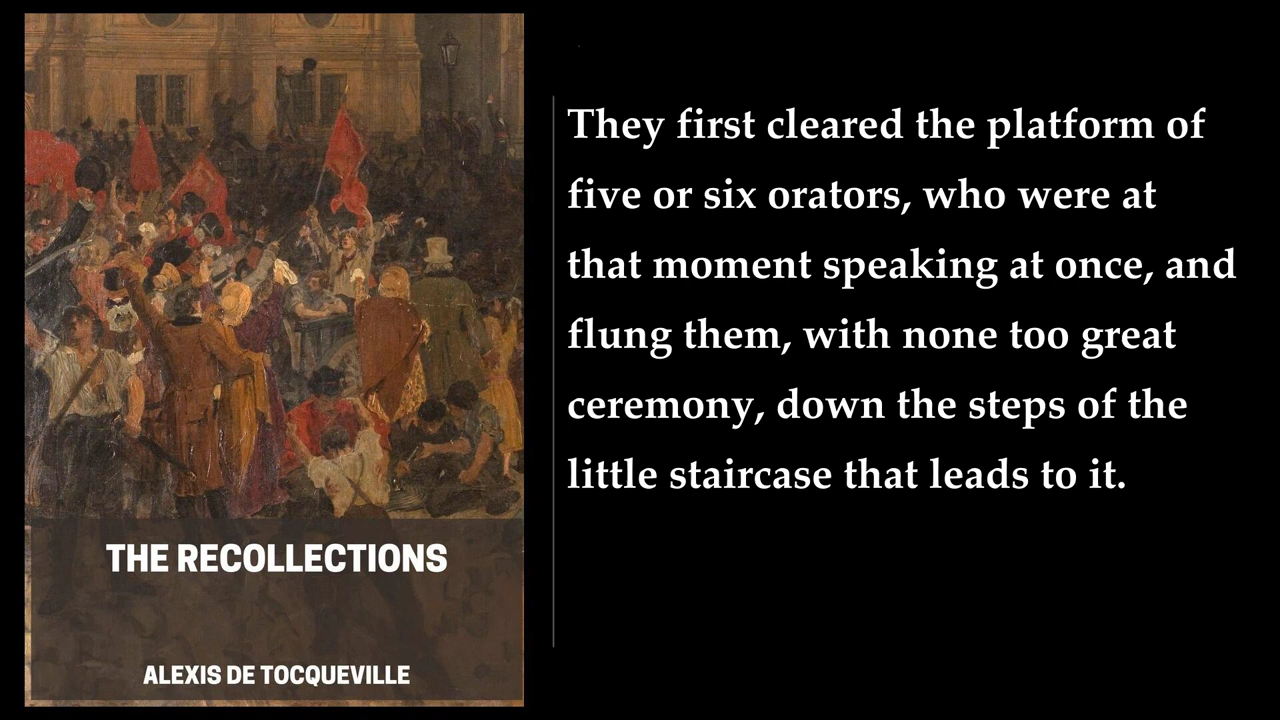 They first cleared the platform of
five or six orators, who were at
that moment speaking at once, and
flung them, with none too great
ceremony, down the steps of the
little staircase that leads to it.
THE RECOLLECTIONS
ALEXIS DE TOCQUEVILLE